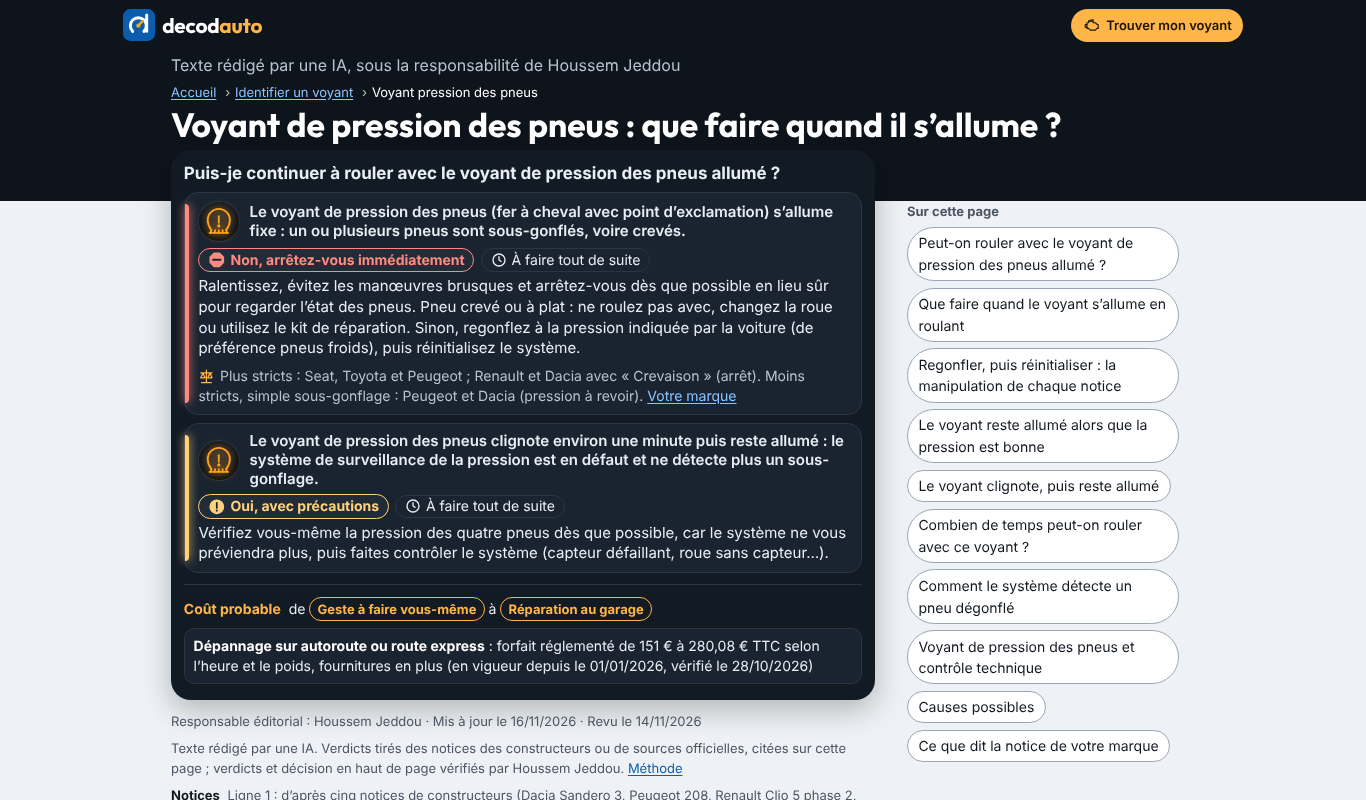 decodauto
Trouver mon voyant
Texte rédigé par une IA, sous la responsabilité de Houssem Jeddou
Accueil › Identifier un voyant › Voyant pression des pneus
Voyant de pression des pneus : que faire quand il s’allume ?
Puis-je continuer à rouler avec le voyant de pression des pneus allumé ?
Le voyant de pression des pneus (fer à cheval avec point d’exclamation) s’allume
fixe : un ou plusieurs pneus sont sous-gonflés, voire crevés.
Non, arrêtez-vous immédiatement À faire tout de suite
Ralentissez, évitez les manœuvres brusques et arrêtez-vous dès que possible en lieu sûr
pour regarder l’état des pneus. Pneu crevé ou à plat : ne roulez pas avec, changez la roue
ou utilisez le kit de réparation. Sinon, regonflez à la pression indiquée par la voiture (de
préférence pneus froids), puis réinitialisez le système.
Plus stricts : Seat, Toyota et Peugeot ; Renault et Dacia avec « Crevaison » (arrêt). Moins
stricts, simple sous-gonflage : Peugeot et Dacia (pression à revoir). Votre marque
Le voyant de pression des pneus clignote environ une minute puis reste allumé : le
système de surveillance de la pression est en défaut et ne détecte plus un sous-
gonflage.
Oui, avec précautions À faire tout de suite
Vérifiez vous-même la pression des quatre pneus dès que possible, car le système ne vous
préviendra plus, puis faites contrôler le système (capteur défaillant, roue sans capteur…).
Coût probable de Geste à faire vous-même à Réparation au garage
Dépannage sur autoroute ou route express : forfait réglementé de 151 € à 280,08 € TTC selon
l’heure et le poids, fournitures en plus (en vigueur depuis le 01/01/2026, vérifié le 28/10/2026)
Responsable éditorial : Houssem Jeddou · Mis à jour le 16/11/2026 · Revu le 14/11/2026
Texte rédigé par une IA. Verdicts tirés des notices des constructeurs ou de sources officielles, citées sur cette
page ; verdicts et décision en haut de page vérifiés par Houssem Jeddou. Méthode
Notices Ligne 1 : d’après cinq notices de constructeurs (Dacia Sandero 3, Peugeot 208, Renault Clio 5 phase 2,
Sur cette page
Peut-on rouler avec le voyant de
pression des pneus allumé ?
Que faire quand le voyant s’allume en
roulant
Regonfler, puis réinitialiser : la
manipulation de chaque notice
Le voyant reste allumé alors que la
pression est bonne
Le voyant clignote, puis reste allumé
Combien de temps peut-on rouler
avec ce voyant ?
Comment le système détecte un
pneu dégonflé
Voyant de pression des pneus et
contrôle technique
Causes possibles
Ce que dit la notice de votre marque